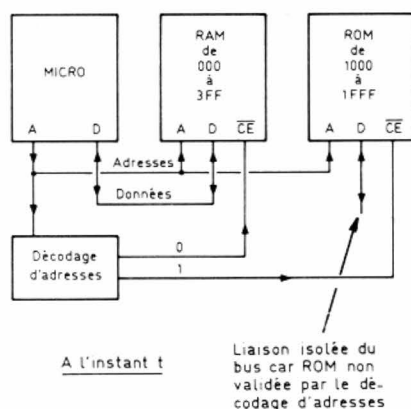 MICRO
A D
RAM
de
000
à
3FF
A D CE
ROM
de
1000
à
1FFF
A D CE
Adresses
Données
Décodage
d'adresses
0
1
A l'instant t
Liaison isolée du
bus car ROM non
validée par le dé-
codage d'adresses